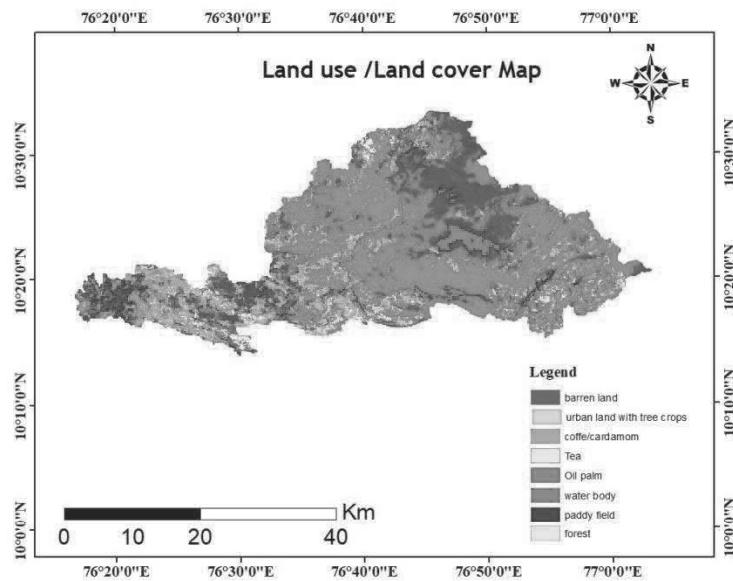 76°20'0"E 76°30'0"E 76°40'0"E 76°50'0"E 77°0'0"E
Land use /Land cover Map
N
W E
S
10°30'0"N 10°30'0"N
10°20'0"N 10°20'0"N
Legend
barren land
urban land with tree crops
coffe/cardamom
Tea
Oil palm
water body
paddy field
forest
10°10'0"N 10°10'0"N
Km
0 10 20 40
10°0'0"N 10°0'0"N
76°20'0"E 76°30'0"E 76°40'0"E 76°50'0"E 77°0'0"E